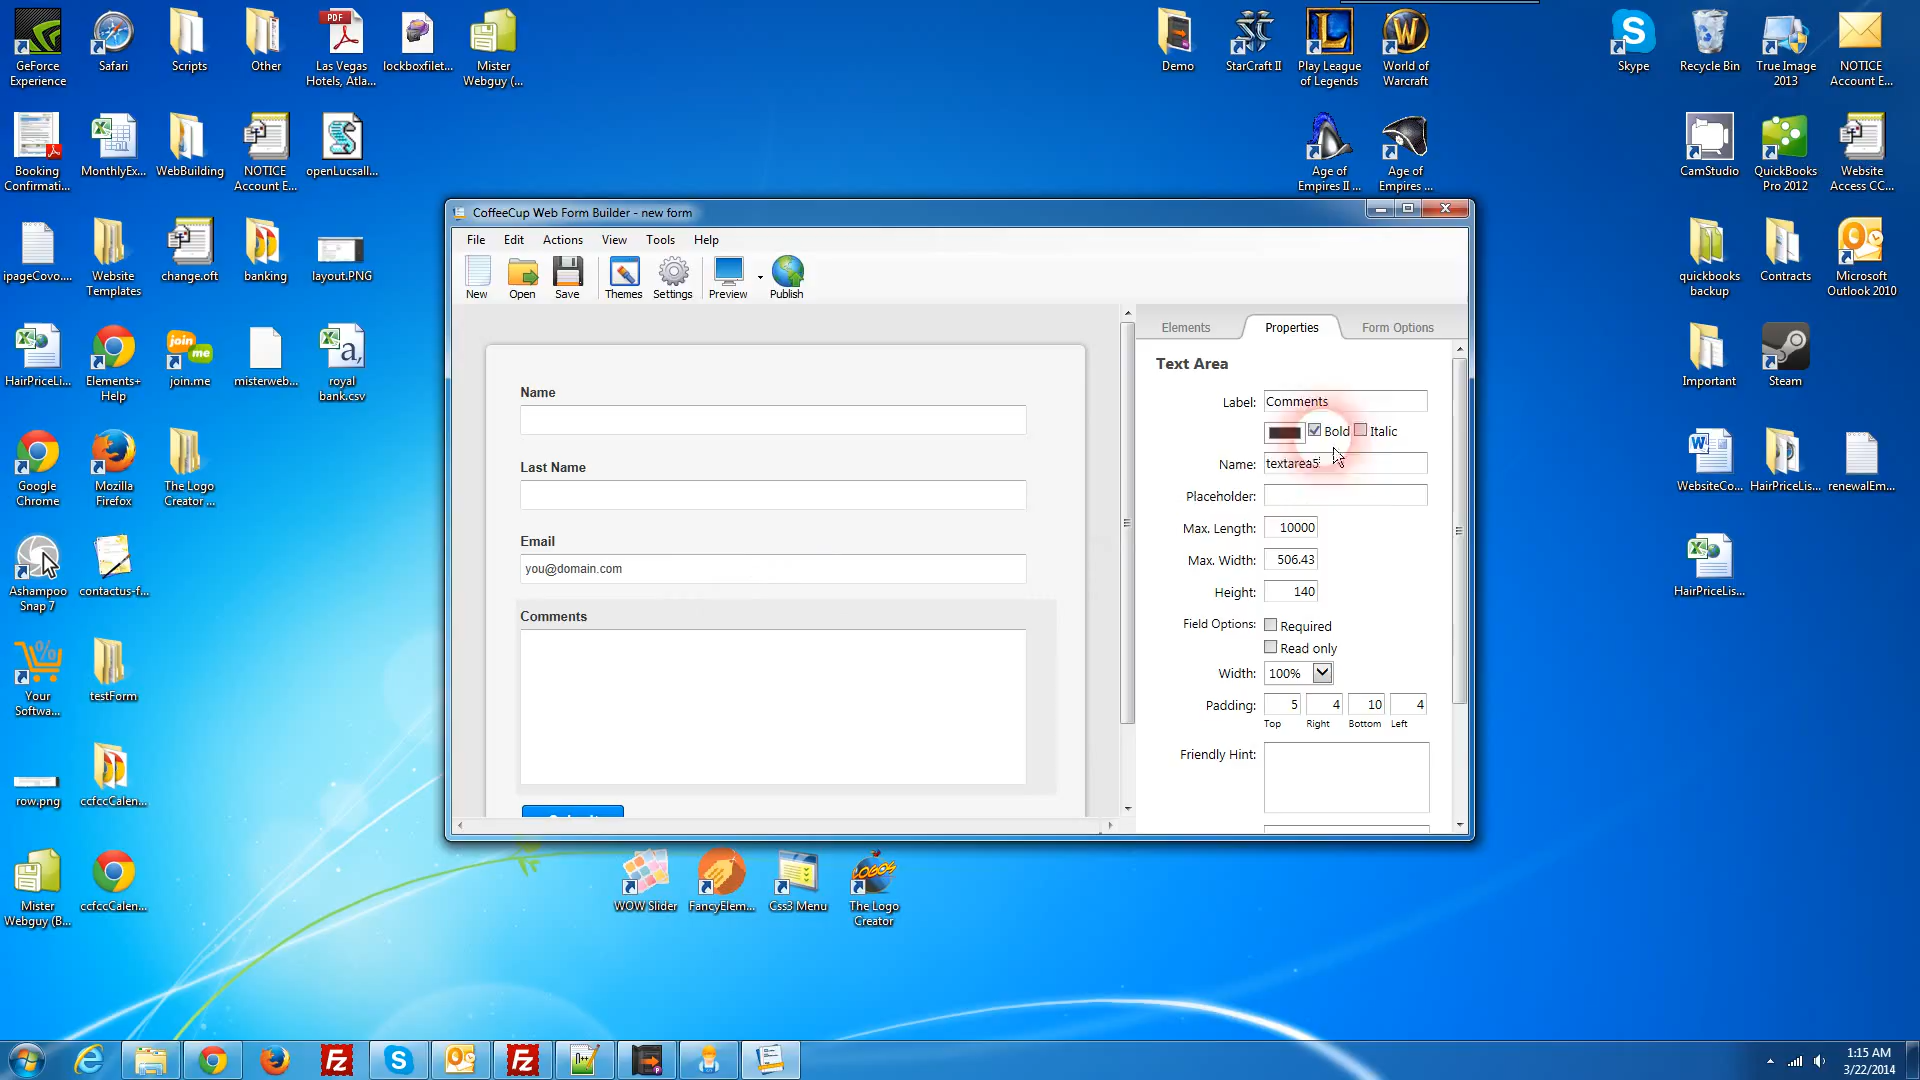 GeForce
Experience
Safari
Scripts
Other
Las Vegas
Hotels, Atla...
lockboxfilet...
Mister
Webguy (...
Demo
StarCraft II
Play League
of Legends
World of
Warcraft
Skype
Recycle Bin
True Image
2013
NOTICE
Account E...
Booking
Confirmati...
MonthlyEx...
WebBuilding
NOTICE
Account E...
openLucsall...
Age of
Empires II ...
Age of
Empires ...
CamStudio
QuickBooks
Pro 2012
Website
Access CC...
ipageCovo....
Website
Templates
change.oft
banking
layout.PNG
quickbooks
backup
Contracts
Microsoft
Outlook 2010
HairPriceLi...
Elements+
Help
join.me
misterweb...
royal
bank.csv
Important
Steam
Google
Chrome
Mozilla
Firefox
The Logo
Creator ...
WebsiteCo...
HairPriceLis...
renewalEm...
Ashampoo
Snap 7
contactus-f...
HairPriceLis...
Your
Softwa...
testForm
row.png
ccfccCalen...
Mister
Webguy (B...
ccfccCalen...
WOW Slider
FancyElem...
Css3 Menu
The Logo
Creator
CoffeeCup Web Form Builder - new form
File Edit Actions View Tools Help
New Open Save Themes Settings Preview Publish
Name
Last Name
Email
you@domain.com
Comments
Elements Properties Form Options
Text Area
Label: Comments
Bold Italic
Name: textarea5
Placeholder:
Max. Length: 10000
Max. Width: 506.43
Height: 140
Field Options: Required
Read only
Width: 100%
Padding: 5 4 10 4
Top Right Bottom Left
Friendly Hint:
1:15 AM
3/22/2014